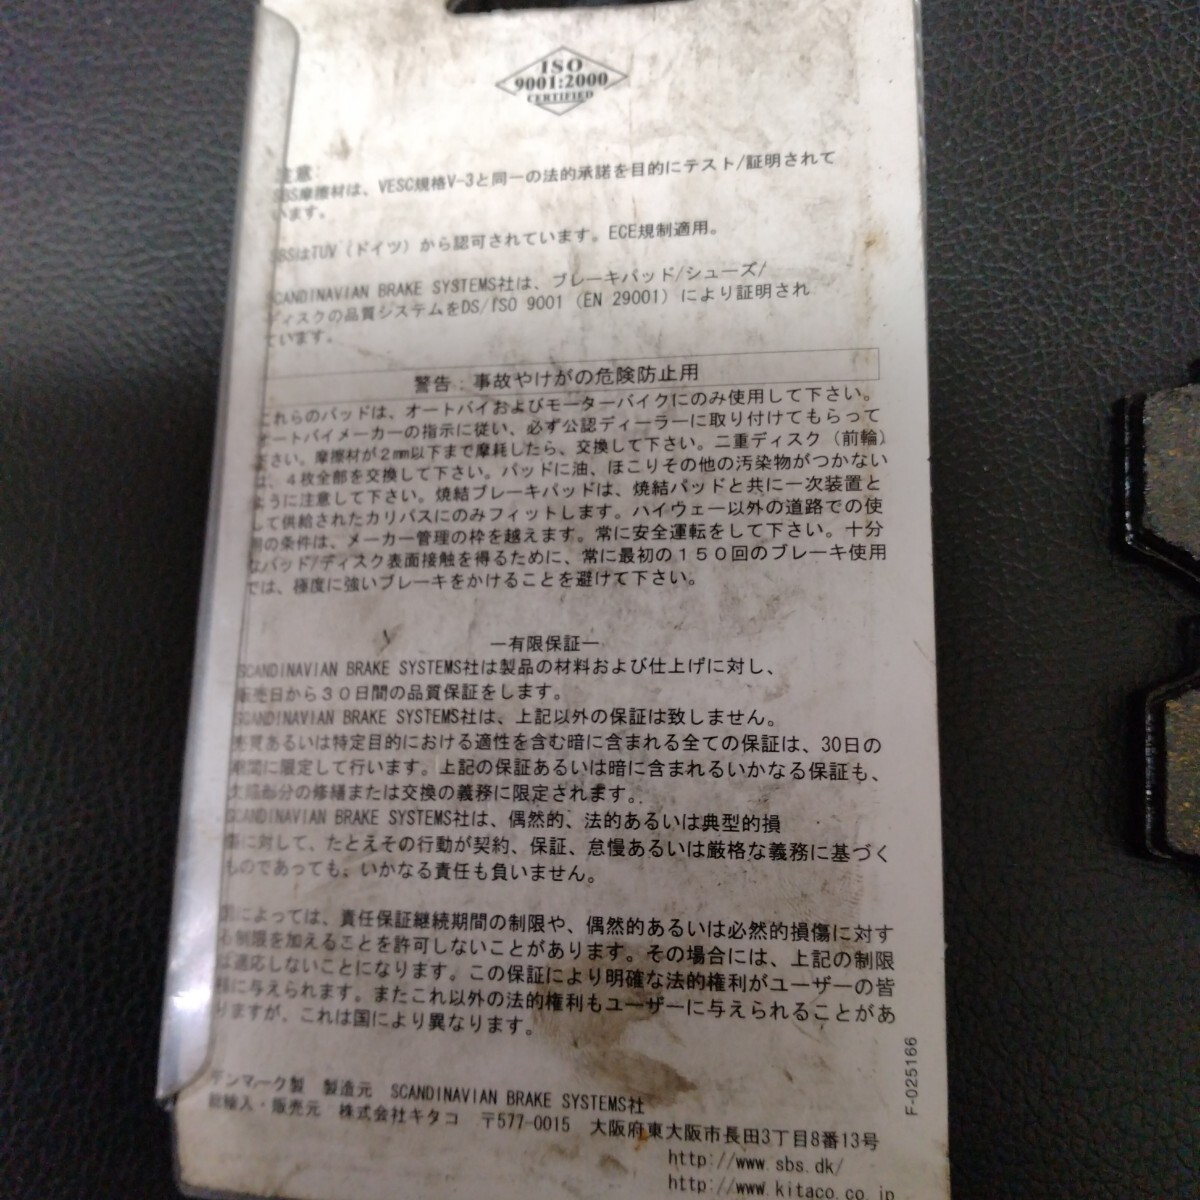 ISO
9001:2000
CERTIFIED
注意:
SBS摩擦材は、VESC規格V-3と同一の法的承諾を目的にテスト/証明されて
います。
SBSはTUV（ドイツ）から認可されています。ECE規制適用。
SCANDINAVIAN BRAKE SYSTEMS社は、ブレーキパッド/シューズ/
ディスクの品質システムをDS/ISO 9001（EN 29001）により証明され
ています。
警告：事故やけがの危険防止用
これらのパッドは、オートバイおよびモーターバイクにのみ使用して下さい。
オートバイメーカーの指示に従い、必ず公認ディーラーに取り付けてもらって
下さい。摩擦材が2mm以下まで摩耗したら、交換して下さい。二重ディスク（前輪）
は、4枚全部を交換して下さい。パッドに油、ほこりその他の汚染物がつかない
ように注意して下さい。焼結ブレーキパッドは、焼結パッドと共に一次装置と
して供給されたカリパスにのみフィットします。ハイウェー以外の道路での使
用の条件は、メーカー管理の枠を越えます。常に安全運転をして下さい。十分
なパッド/ディスク表面接触を得るために、常に最初の１５０回のブレーキ使用
では、極度に強いブレーキをかけることを避けて下さい。
―有限保証―
SCANDINAVIAN BRAKE SYSTEMS社は製品の材料および仕上げに対し、
販売日から３０日間の品質保証をします。
SCANDINAVIAN BRAKE SYSTEMS社は、上記以外の保証は致しません。
売買あるいは特定目的における適性を含む暗に含まれる全ての保証は、30日の
期間に限定して行います。上記の保証あるいは暗に含まれるいかなる保証も、
欠陥部分の修繕または交換の義務に限定されます。
SCANDINAVIAN BRAKE SYSTEMS社は、偶然的、法的あるいは典型的損
傷に対して、たとえその行動が契約、保証、怠慢あるいは厳格な義務に基づく
ものであっても、いかなる責任も負いません。
国によっては、責任保証継続期間の制限や、偶然的あるいは必然的損傷に対す
る制限を加えることを許可しないことがあります。その場合には、上記の制限
は適応しないことになります。この保証により明確な法的権利がユーザーの皆
様に与えられます。またこれ以外の法的権利もユーザーに与えられることがあ
りますが、これは国により異なります。
デンマーク製　製造元　SCANDINAVIAN BRAKE SYSTEMS社
総輸入・販売元　株式会社キタコ　〒577-0015　大阪府東大阪市長田3丁目8番13号
http://www.sbs.dk/
http://www.kitaco.co.jp
F-025166